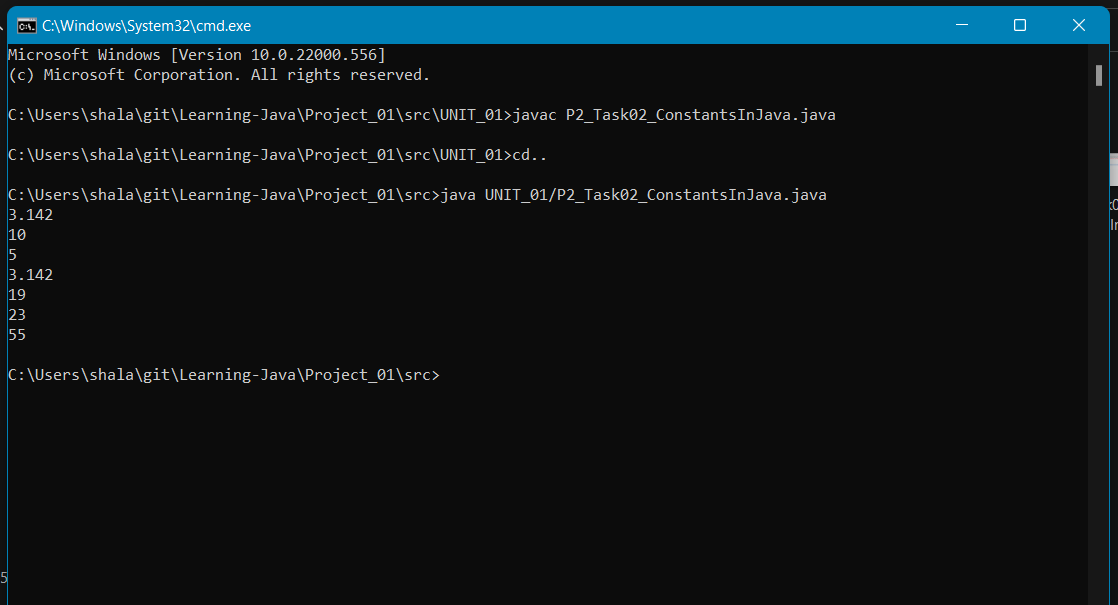 C:\Windows\System32\cmd.exe
Microsoft Windows [Version 10.0.22000.556]
(c) Microsoft Corporation. All rights reserved.
C:\Users\shala\git\Learning-Java\Project_01\src\UNIT_01>javac P2_Task02_ConstantsInJava.java
C:\Users\shala\git\Learning-Java\Project_01\src\UNIT_01>cd..
C:\Users\shala\git\Learning-Java\Project_01\src>java UNIT_01/P2_Task02_ConstantsInJava.java
3.142
10
5
3.142
19
23
55
C:\Users\shala\git\Learning-Java\Project_01\src>
5